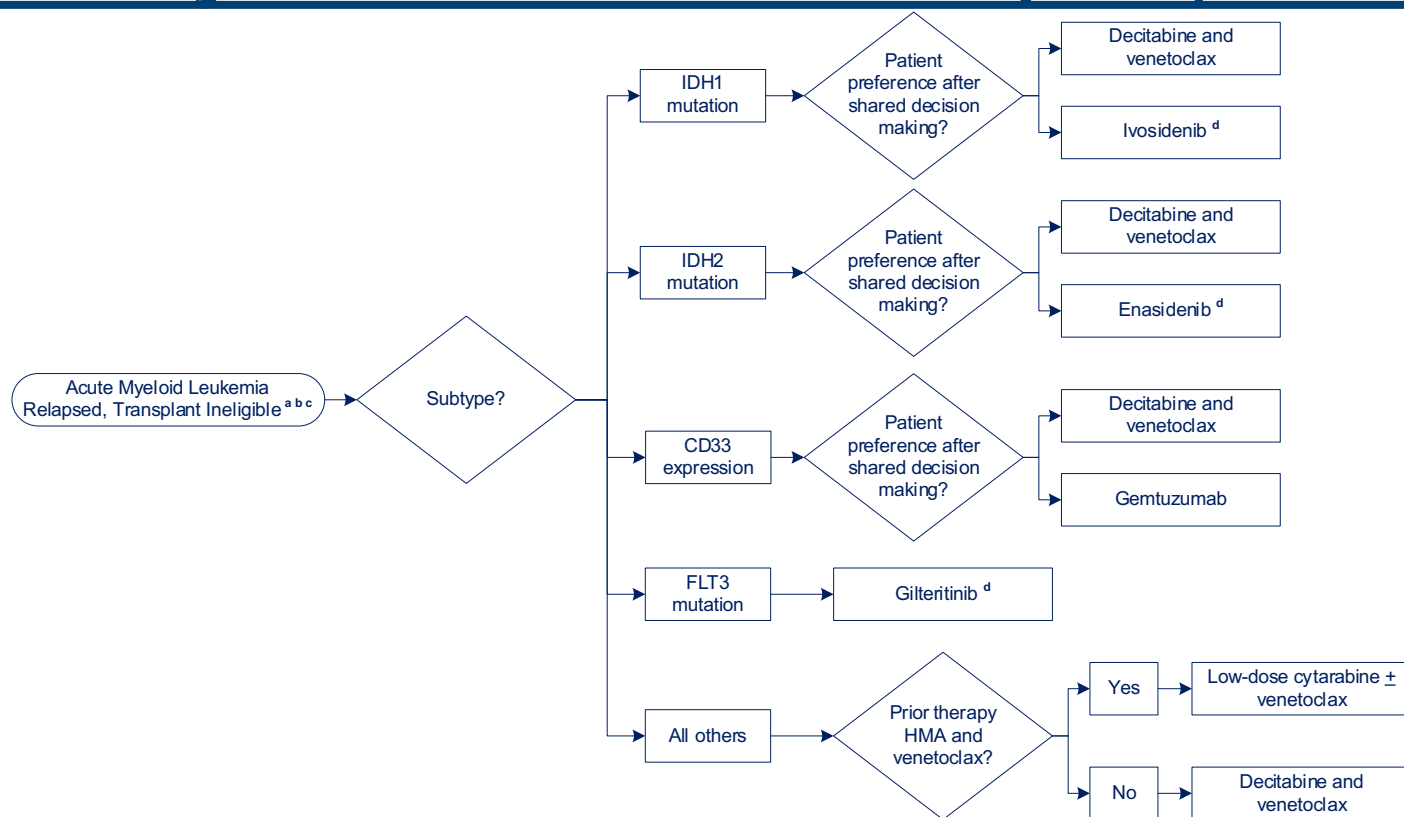 Acute Myeloid Leukemia
Relapsed, Transplant Ineligible a b c
Subtype?
IDH1
mutation
Patient
preference after
shared decision
making?
Decitabine and
venetoclax
Ivosidenib d
IDH2
mutation
Patient
preference after
shared decision
making?
Decitabine and
venetoclax
Enasidenib d
CD33
expression
Patient
preference after
shared decision
making?
Decitabine and
venetoclax
Gemtuzumab
FLT3
mutation
Gilteritinib d
All others
Prior therapy
HMA and
venetoclax?
Yes
Low-dose cytarabine ±
venetoclax
No
Decitabine and
venetoclax